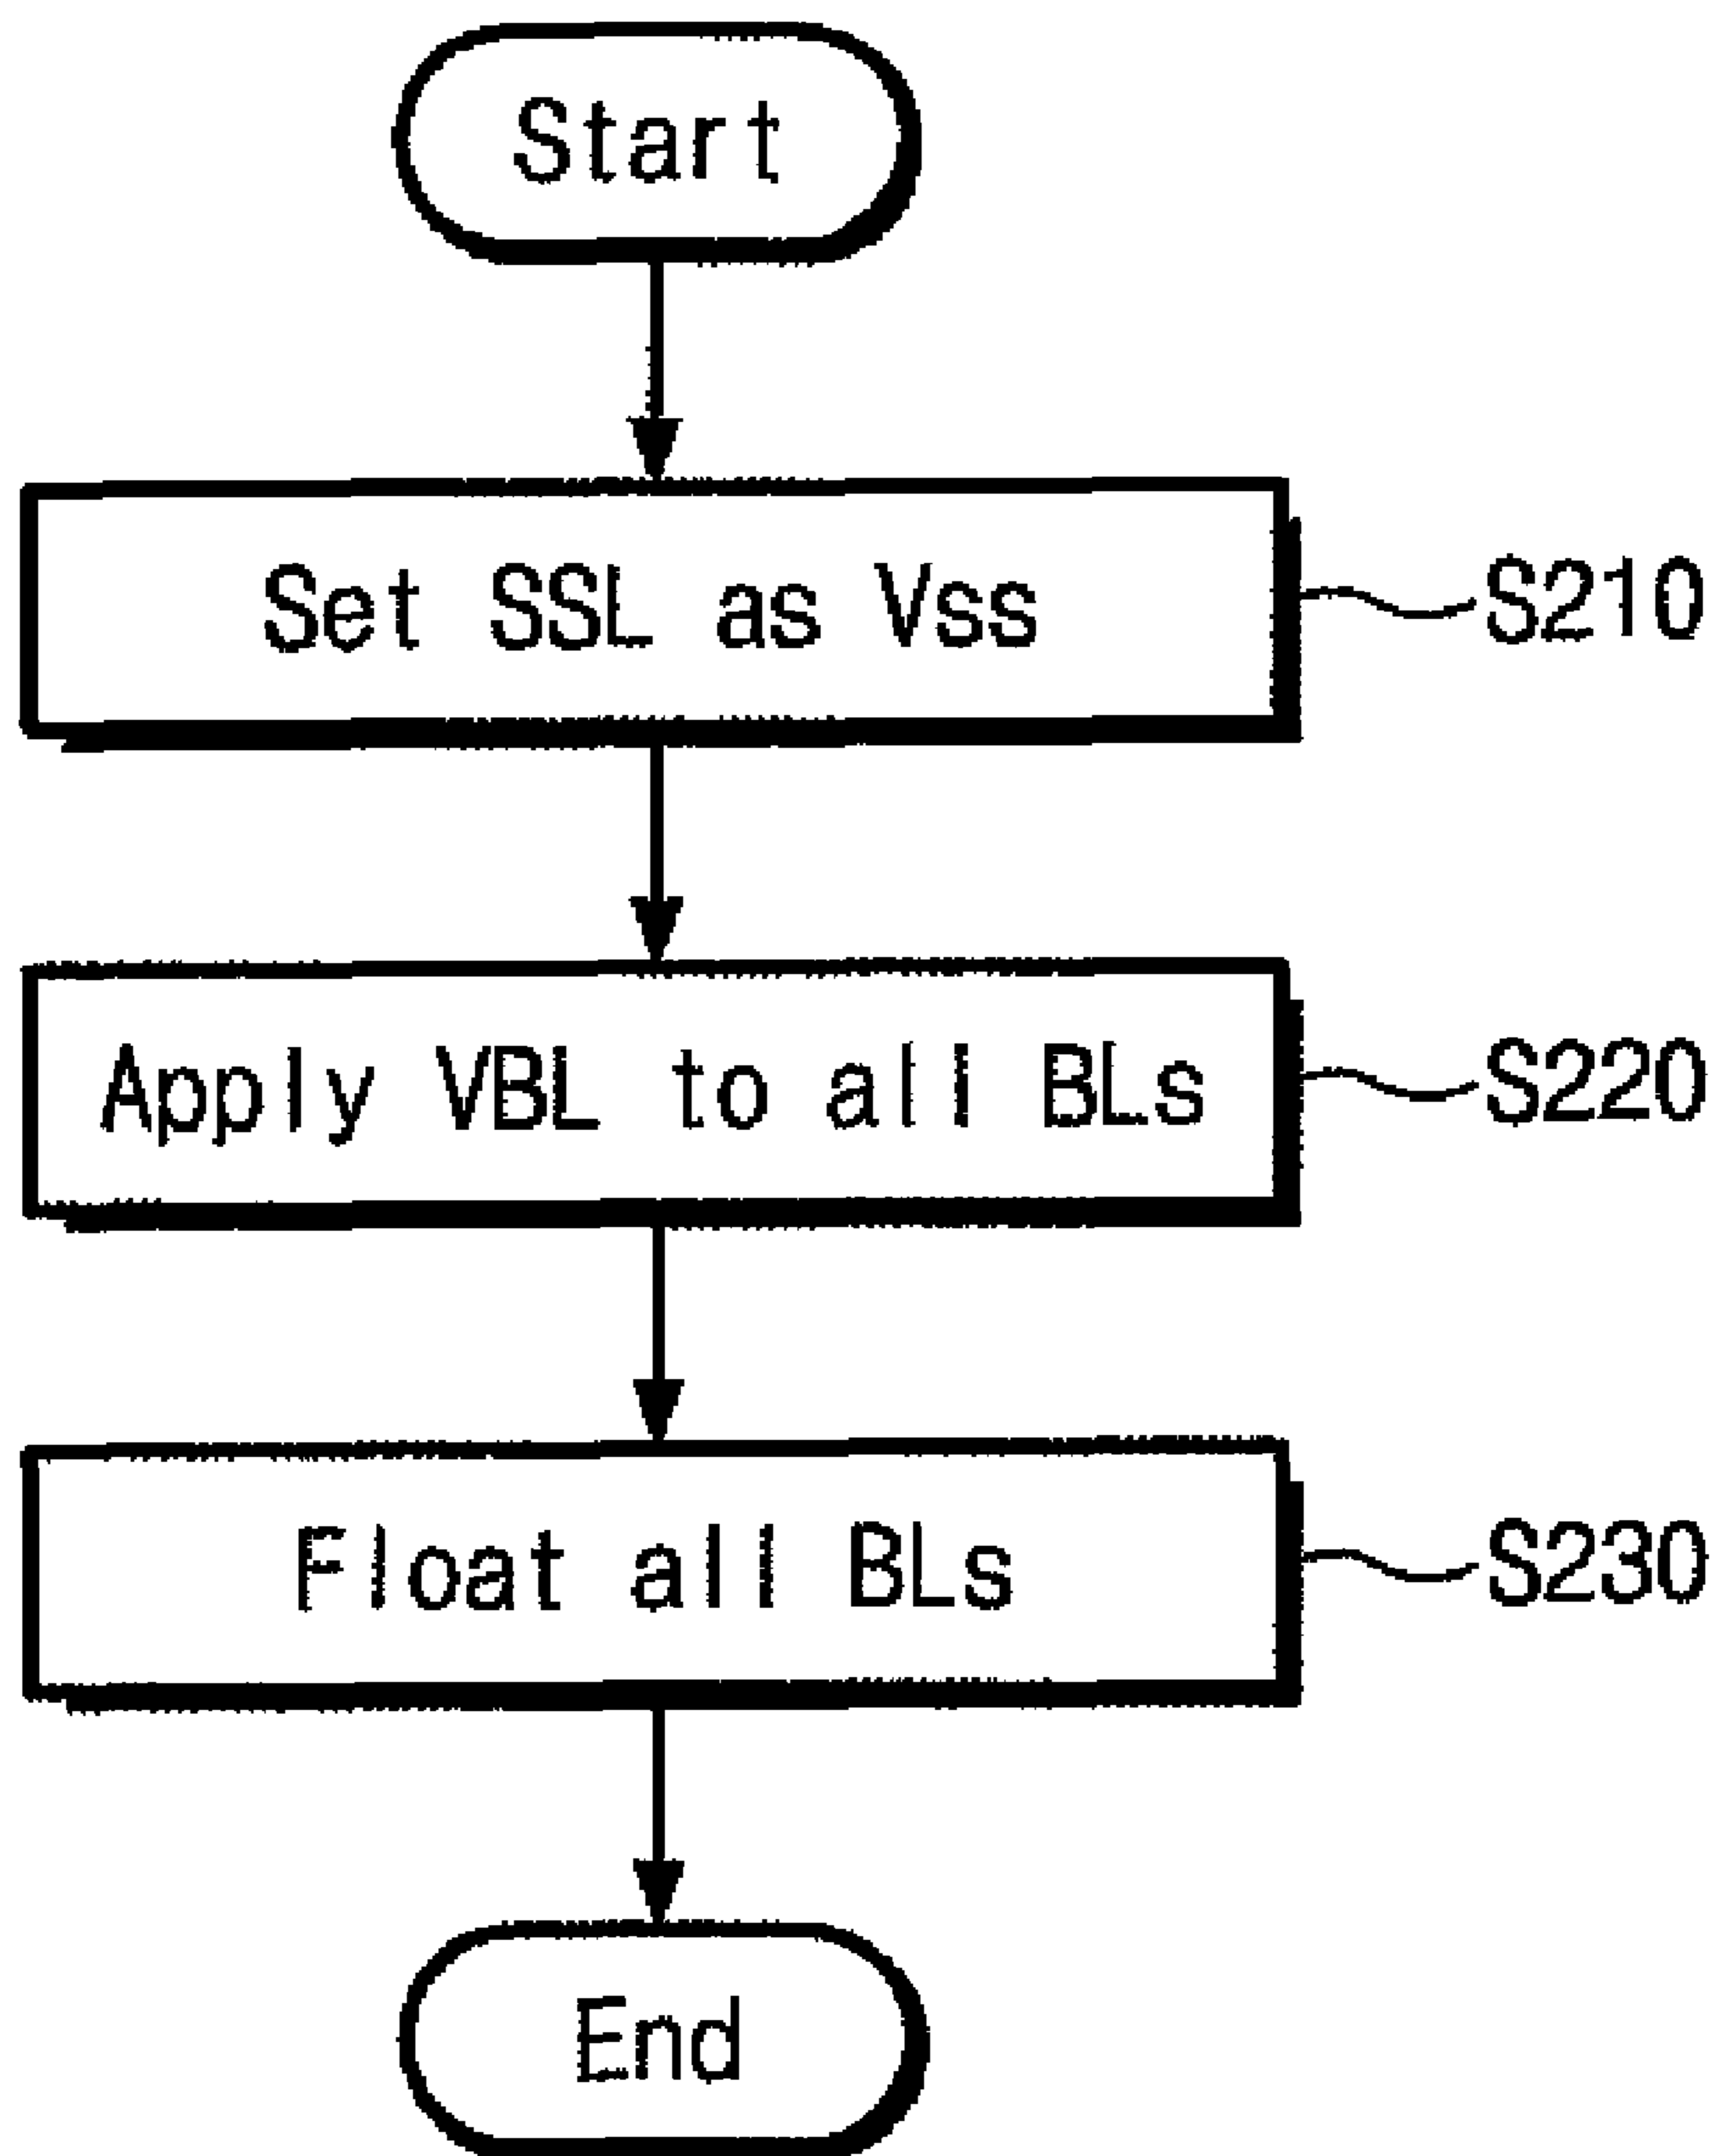 Start
Set SSL as Vss
S210
Apply VBL to all BLs
S220
Float all BLs
S230
End